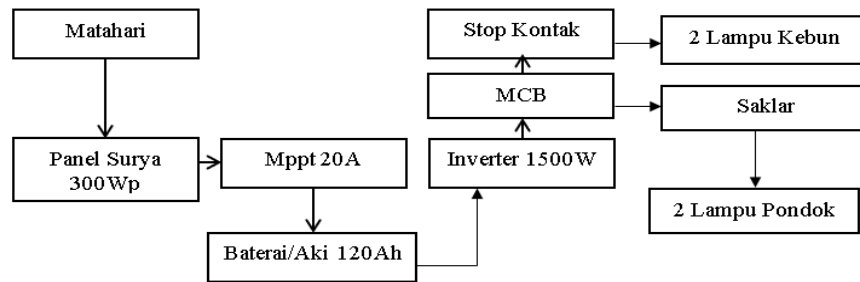 Matahari
Panel Surya
300Wp
Mppt 20A
Baterai/Aki 120Ah
Inverter 1500W
MCB
Stop Kontak
2 Lampu Kebun
Saklar
2 Lampu Pondok